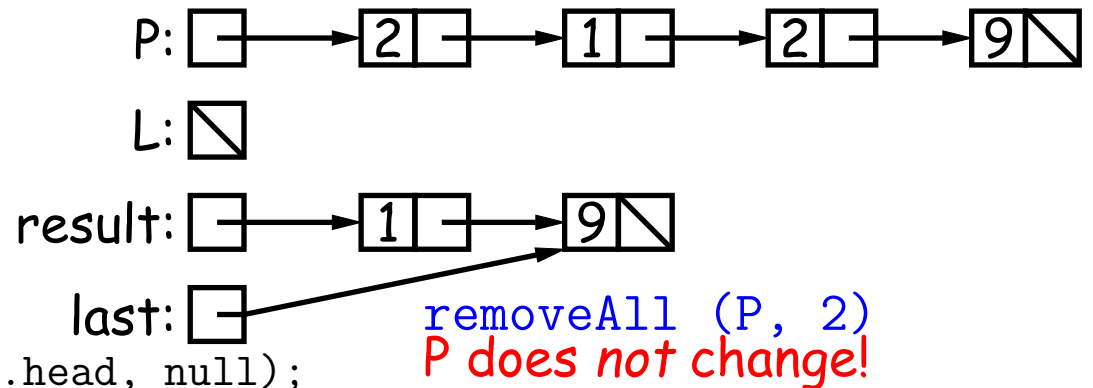 P: 2 1 2 9
L:
result: 1 9
last:
removeAll (P, 2)
.head, null);
P does not change!